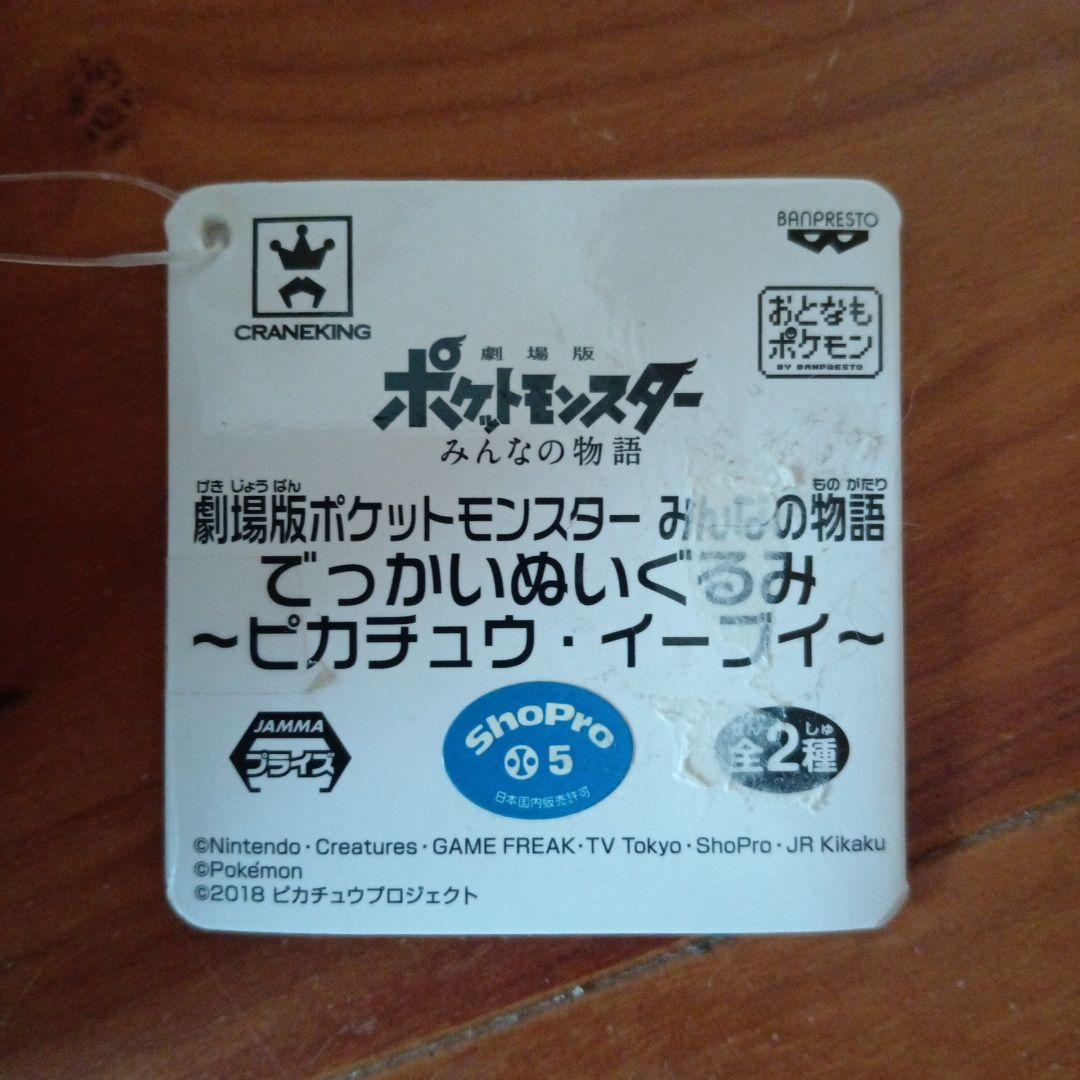 CRANEKING
BANPRESTO
おとなも
ポケモン
BY BANPRESTO
劇場版
ポケットモンスター
みんなの物語
げき じょう ばん
もの がたり
劇場版ポケットモンスター みんなの物語
でっかいぬいぐるみ
～ピカチュウ・イーブイ～
JAMMA
プライズ
ShoPro
5
日本国内販売許可
しゅ
全2種
©Nintendo・Creatures・GAME FREAK・TV Tokyo・ShoPro・JR Kikaku
©Pokémon
©2018 ピカチュウプロジェクト